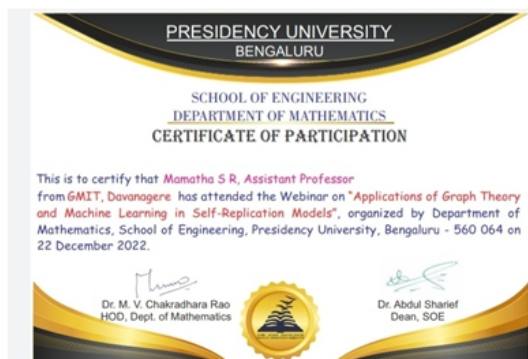 PRESIDENCY UNIVERSITY
BENGALURU
SCHOOL OF ENGINEERING
DEPARTMENT OF MATHEMATICS
CERTIFICATE OF PARTICIPATION
This is to certify that Mamatha S R, Assistant Professor
from GMIT, Davanagere has attended the Webinar on “Applications of Graph Theory
and Machine Learning in Self-Replication Models”, organized by Department of
Mathematics, School of Engineering, Presidency University, Bengaluru - 560 064 on
22 December 2022.
Dr. M. V. Chakradhara Rao
HOD, Dept. of Mathematics
Dr. Abdul Sharief
Dean, SOE